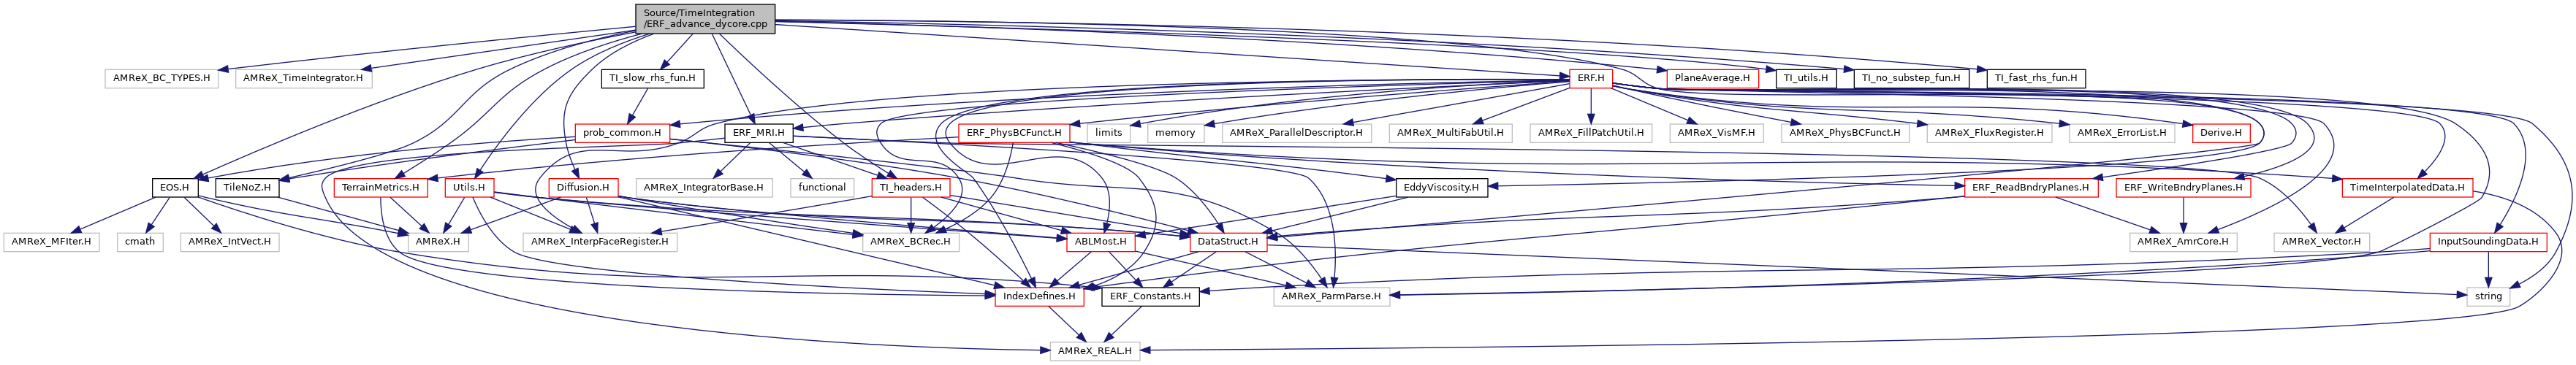 Source/TimeIntegration
/ERF_advance_dycore.cpp
AMReX_BC_TYPES.H
AMReX_TimeIntegrator.H
TI_slow_rhs_fun.H
ERF.H
PlaneAverage.H
TI_utils.H
TI_no_substep_fun.H
TI_fast_rhs_fun.H
prob_common.H
ERF_MRI.H
ERF_PhysBCFunct.H
limits
memory
AMReX_ParallelDescriptor.H
AMReX_MultiFabUtil.H
AMReX_FillPatchUtil.H
AMReX_VisMF.H
AMReX_PhysBCFunct.H
AMReX_FluxRegister.H
AMReX_ErrorList.H
Derive.H
EOS.H
TileNoZ.H
TerrainMetrics.H
Utils.H
Diffusion.H
AMReX_IntegratorBase.H
functional
TI_headers.H
EddyViscosity.H
ERF_ReadBndryPlanes.H
ERF_WriteBndryPlanes.H
TimeInterpolatedData.H
AMReX_MFIter.H
cmath
AMReX_IntVect.H
AMReX.H
AMReX_InterpFaceRegister.H
AMReX_BCRec.H
ABLMost.H
DataStruct.H
AMReX_AmrCore.H
AMReX_Vector.H
InputSoundingData.H
IndexDefines.H
ERF_Constants.H
AMReX_ParmParse.H
string
AMReX_REAL.H